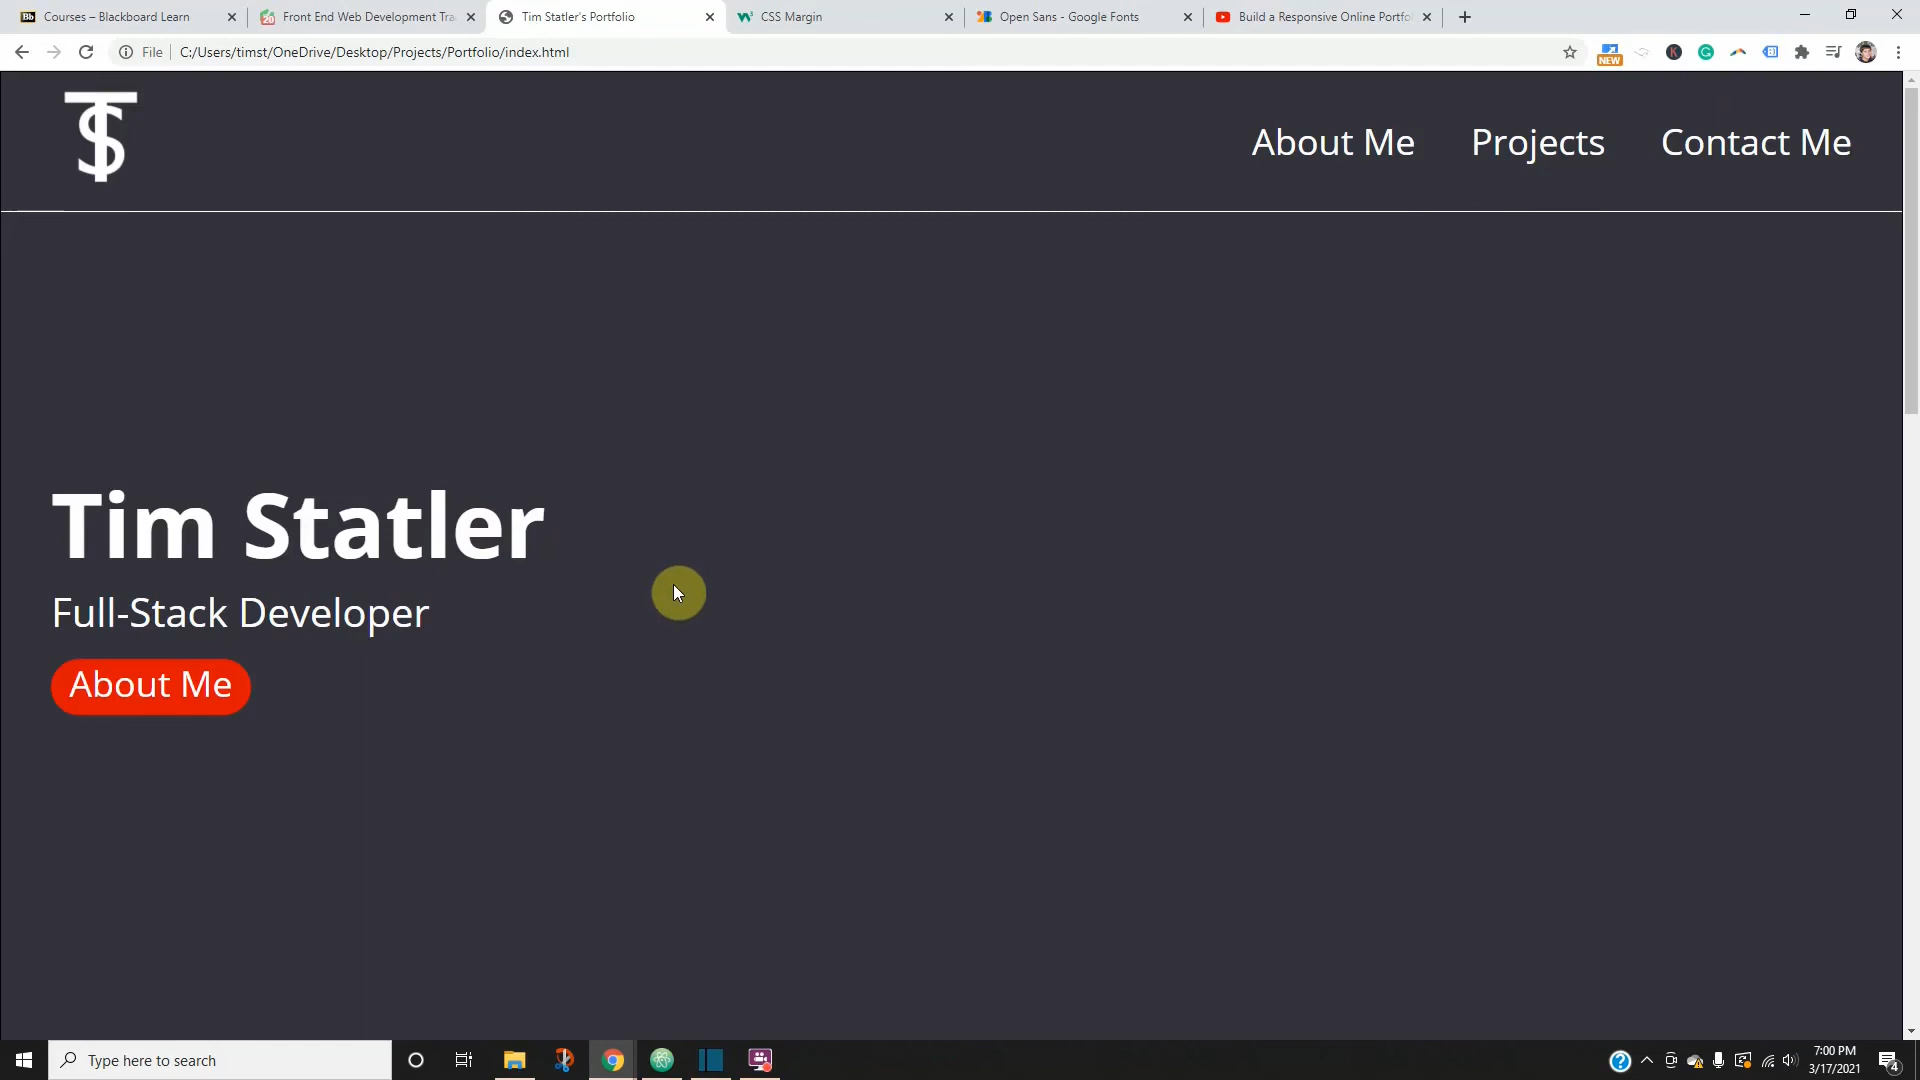 Courses – Blackboard Learn
Front End Web Development Tra
Tim Statler's Portfolio
CSS Margin
Open Sans - Google Fonts
Build a Responsive Online Portfo
File
C:/Users/timst/OneDrive/Desktop/Projects/Portfolio/index.html
NEW
TS
About Me
Projects
Contact Me
Tim Statler
Full-Stack Developer
About Me
Type here to search
7:00 PM
3/17/2021
4